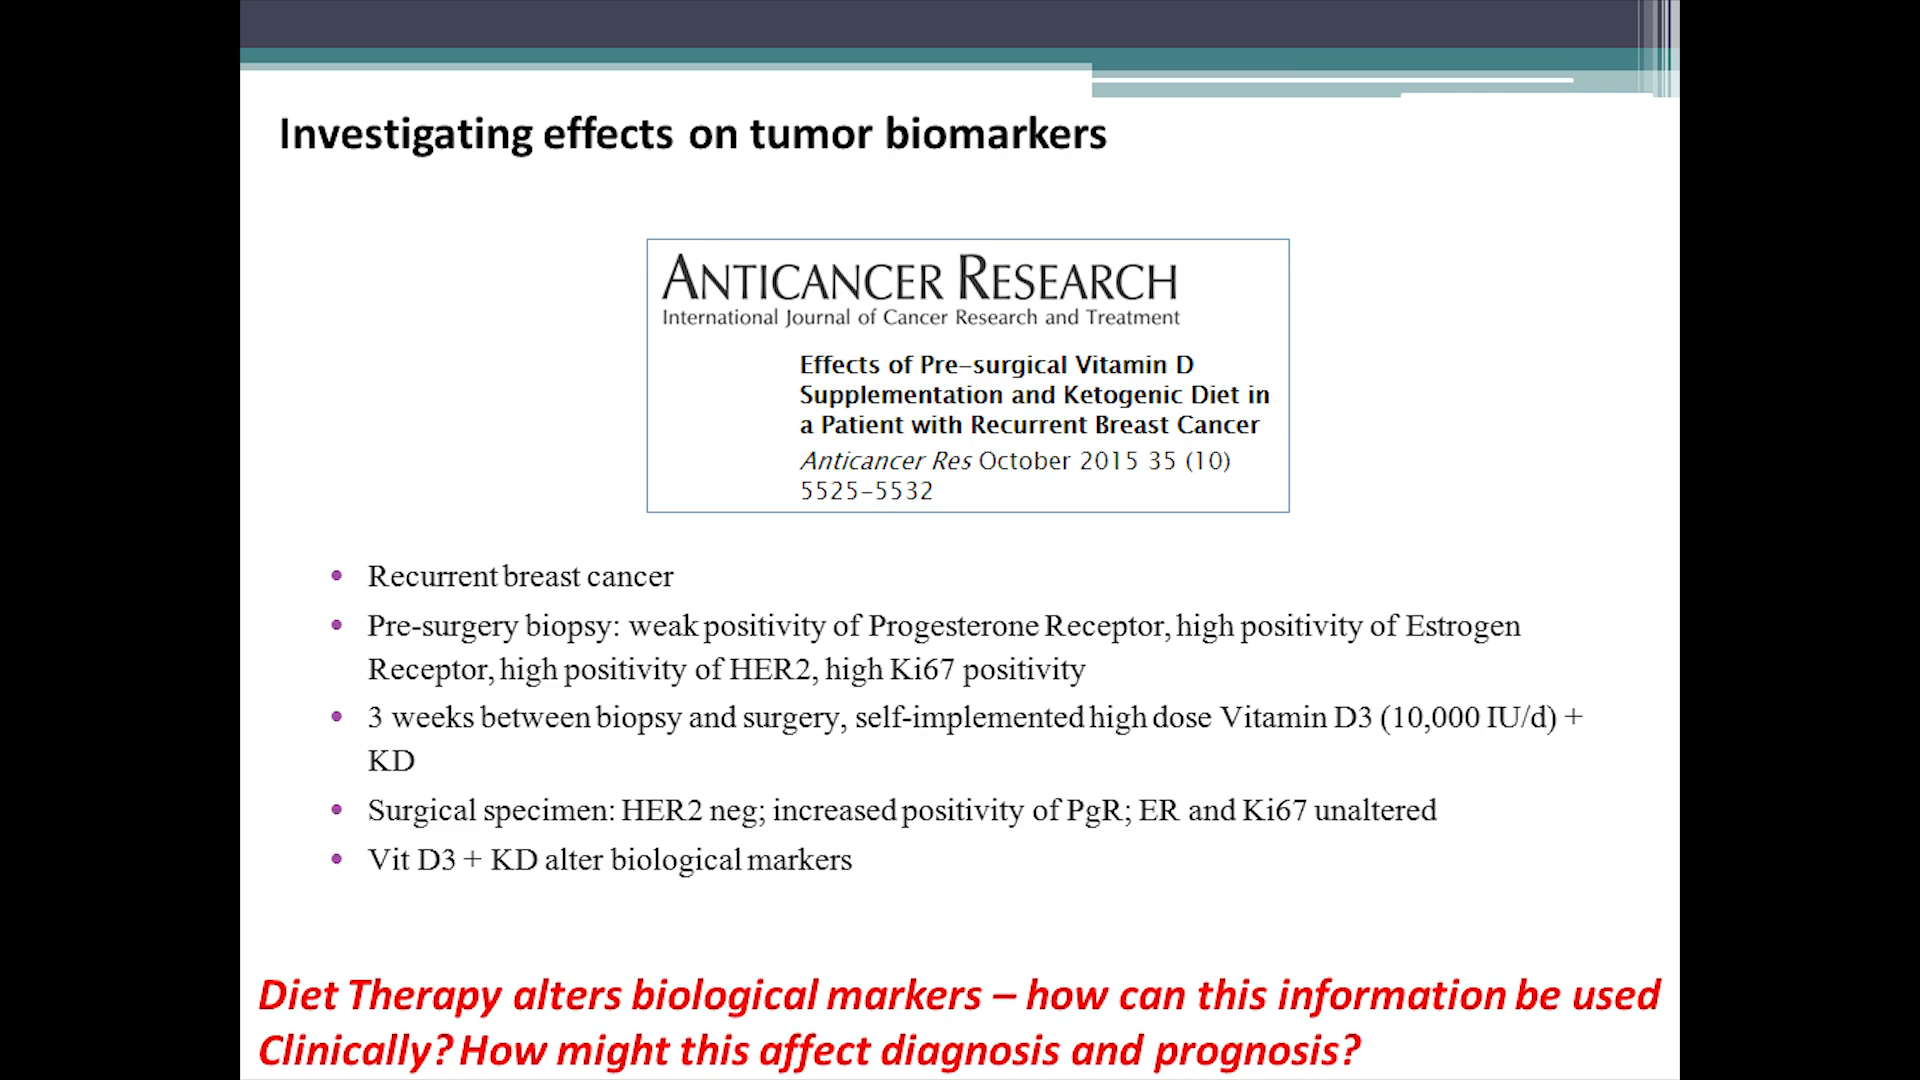 Investigating effects on tumor biomarkers
ANTICANCER RESEARCH
International Journal of Cancer Research and Treatment
Effects of Pre-surgical Vitamin D
Supplementation and Ketogenic Diet in
a Patient with Recurrent Breast Cancer
Anticancer Res October 2015 35 (10)
5525-5532
• Recurrent breast cancer
• Pre-surgery biopsy: weak positivity of Progesterone Receptor, high positivity of Estrogen
Receptor, high positivity of HER2, high Ki67 positivity
• 3 weeks between biopsy and surgery, self-implemented high dose Vitamin D3 (10,000 IU/d) +
KD
• Surgical specimen: HER2 neg; increased positivity of PgR; ER and Ki67 unaltered
• Vit D3 + KD alter biological markers
Diet Therapy alters biological markers – how can this information be used
Clinically? How might this affect diagnosis and prognosis?